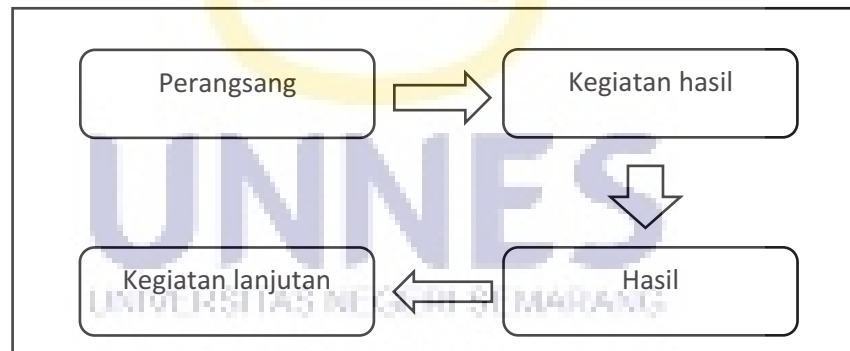 Perangsang
Kegiatan hasil
UNNES
Kegiatan lanjutan
Hasil
UNIVERSITAS NEGERI SEMARANG